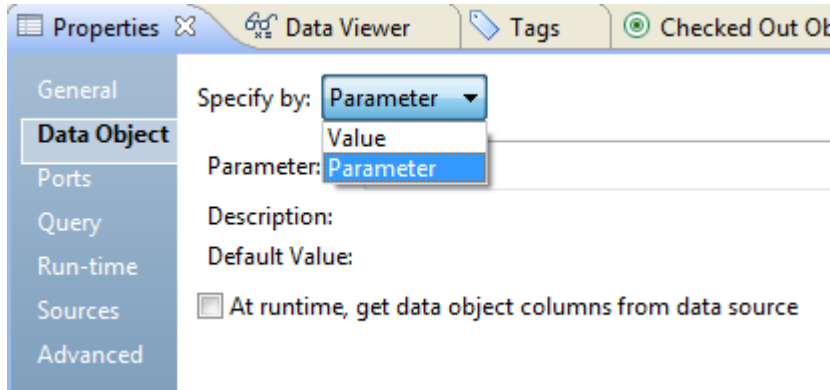 Properties Data Viewer Tags Checked Out Ob
General
Specify by: Parameter
Data Object
Value
Parameter: Parameter
Ports
Description:
Query
Default Value:
Run-time
At runtime, get data object columns from data source
Sources
Advanced